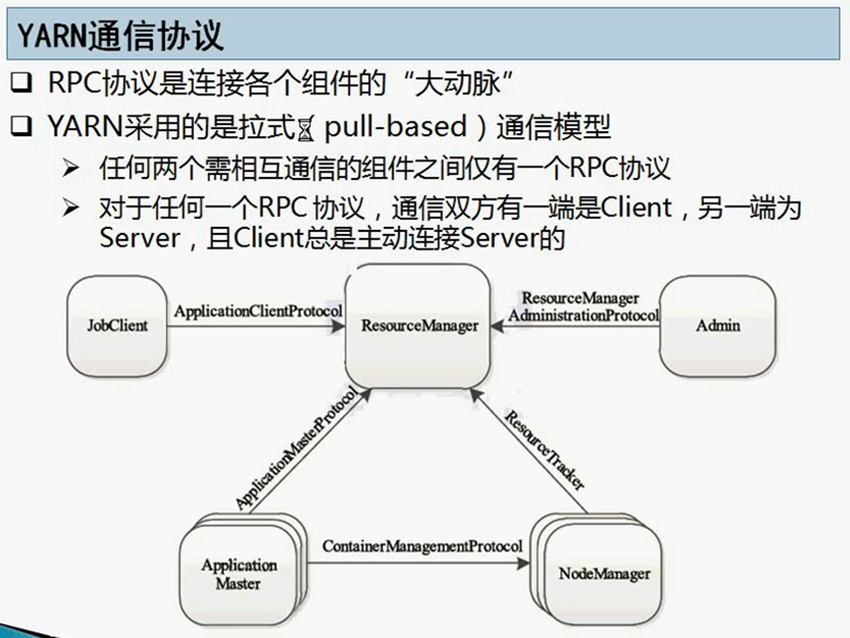 YARN通信协议
RPC协议是连接各个组件的“大动脉”
YARN采用的是拉式( pull-based ) 通信模型
任何两个需相互通信的组件之间仅有一个RPC协议
对于任何一个RPC 协议，通信双方有一端是Client，另一端为
Server，且Client总是主动连接Server的
JobClient
ApplicationClientProtocol
ResourceManager
ResourceManager
AdministrationProtocol
Admin
ApplicationMasterProtocol
ResourceTracker
Application
Master
ContainerManagementProtocol
NodeManager